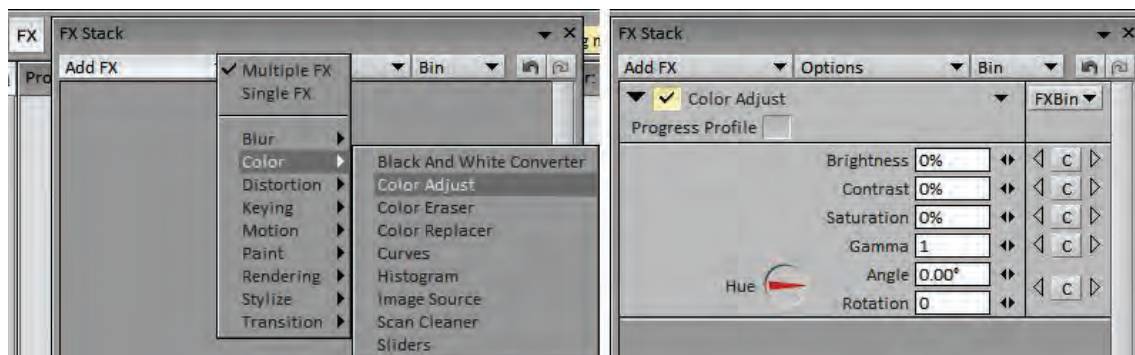 FX
FX Stack
Add FX
Bin
Pro
Multiple FX
Single FX
Blur
Color
Distortion
Keying
Motion
Paint
Rendering
Stylize
Transition
Black And White Converter
Color Adjust
Color Eraser
Color Replacer
Curves
Histogram
Image Source
Scan Cleaner
Sliders
FX Stack
Add FX
Options
Bin
Color Adjust
FXBin
Progress Profile
Brightness 0% C
Contrast 0% C
Saturation 0% C
Gamma 1 C
Hue Angle 0.00° C
Rotation 0